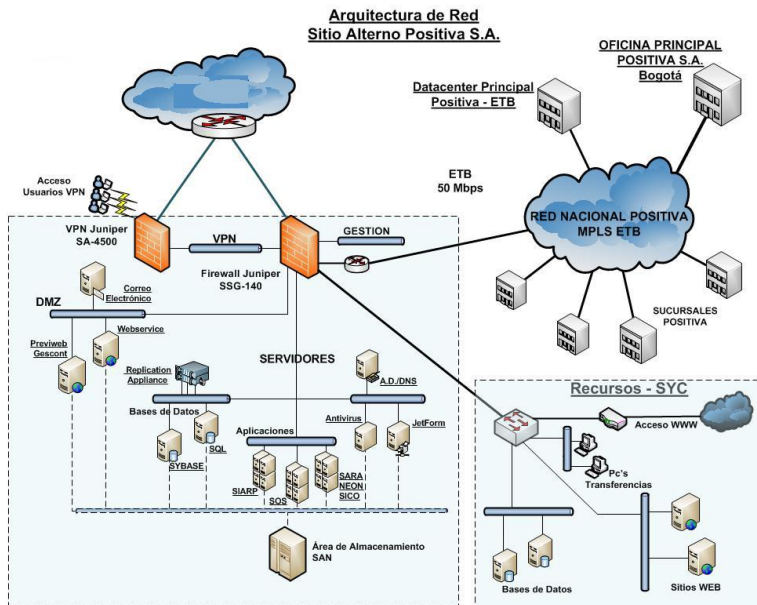 Arquitectura de Red
Sitio Alterno Positiva S.A.
OFICINA PRINCIPAL
POSITIVA S.A.
Bogotá
Datacenter Principal
Positiva - ETB
Acceso
Usuarios VPN
ETB
50 Mbps
RED NACIONAL POSITIVA
MPLS ETB
VPN Juniper
SA-4500
VPN
GESTION
Firewall Juniper
SSG-140
Correo
Electrónico
DMZ
Webservice
Previweb
Gescont
SUCURSALES
POSITIVA
SERVIDORES
Replication
Appliance
A.D./DNS
Bases de Datos
Antivirus
JetForm
Aplicaciones
SQL
SYBASE
SIARP
SOS
SARA
NEON
SICO
Área de Almacenamiento
SAN
Recursos - SYC
Acceso WWW
Pc's
Transferencias
Bases de Datos
Sitios WEB